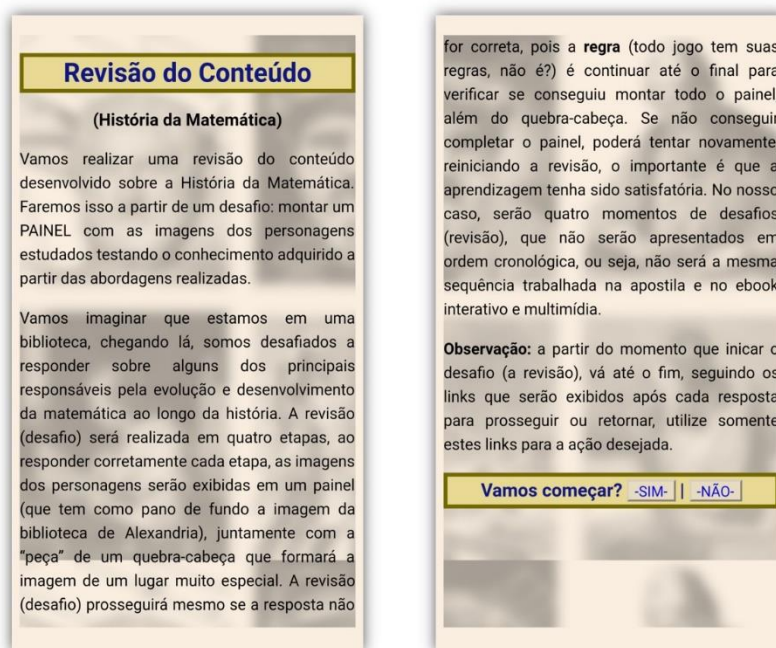 Revisão do Conteúdo
(História da Matemática)
Vamos realizar uma revisão do conteúdo
desenvolvido sobre a História da Matemática.
Faremos isso a partir de um desafio: montar um
PAINEL com as imagens dos personagens
estudados testando o conhecimento adquirido a
partir das abordagens realizadas.
Vamos imaginar que estamos em uma
biblioteca, chegando lá, somos desafiados a
responder sobre alguns dos principais
responsáveis pela evolução e desenvolvimento
da matemática ao longo da história. A revisão
(desafio) será realizada em quatro etapas, ao
responder corretamente cada etapa, as imagens
dos personagens serão exibidas em um painel
(que tem como pano de fundo a imagem da
biblioteca de Alexandria), juntamente com a
“peça” de um quebra-cabeça que formará a
imagem de um lugar muito especial. A revisão
(desafio) prosseguirá mesmo se a resposta não
for correta, pois a regra (todo jogo tem suas
regras, não é?) é continuar até o final para
verificar se conseguiu montar todo o painel
além do quebra-cabeça. Se não conseguir
completar o painel, poderá tentar novamente
reiniciando a revisão, o importante é que a
aprendizagem tenha sido satisfatória. No nosso
caso, serão quatro momentos de desafios
(revisão), que não serão apresentados em
ordem cronológica, ou seja, não será a mesma
sequência trabalhada na apostila e no ebook
interativo e multimídia.
Observação: a partir do momento que inicar o
desafio (a revisão), vá até o fim, seguindo os
links que serão exibidos após cada resposta
para prosseguir ou retornar, utilize somente
estes links para a ação desejada.
Vamos começar? -SIM- | -NÃO-